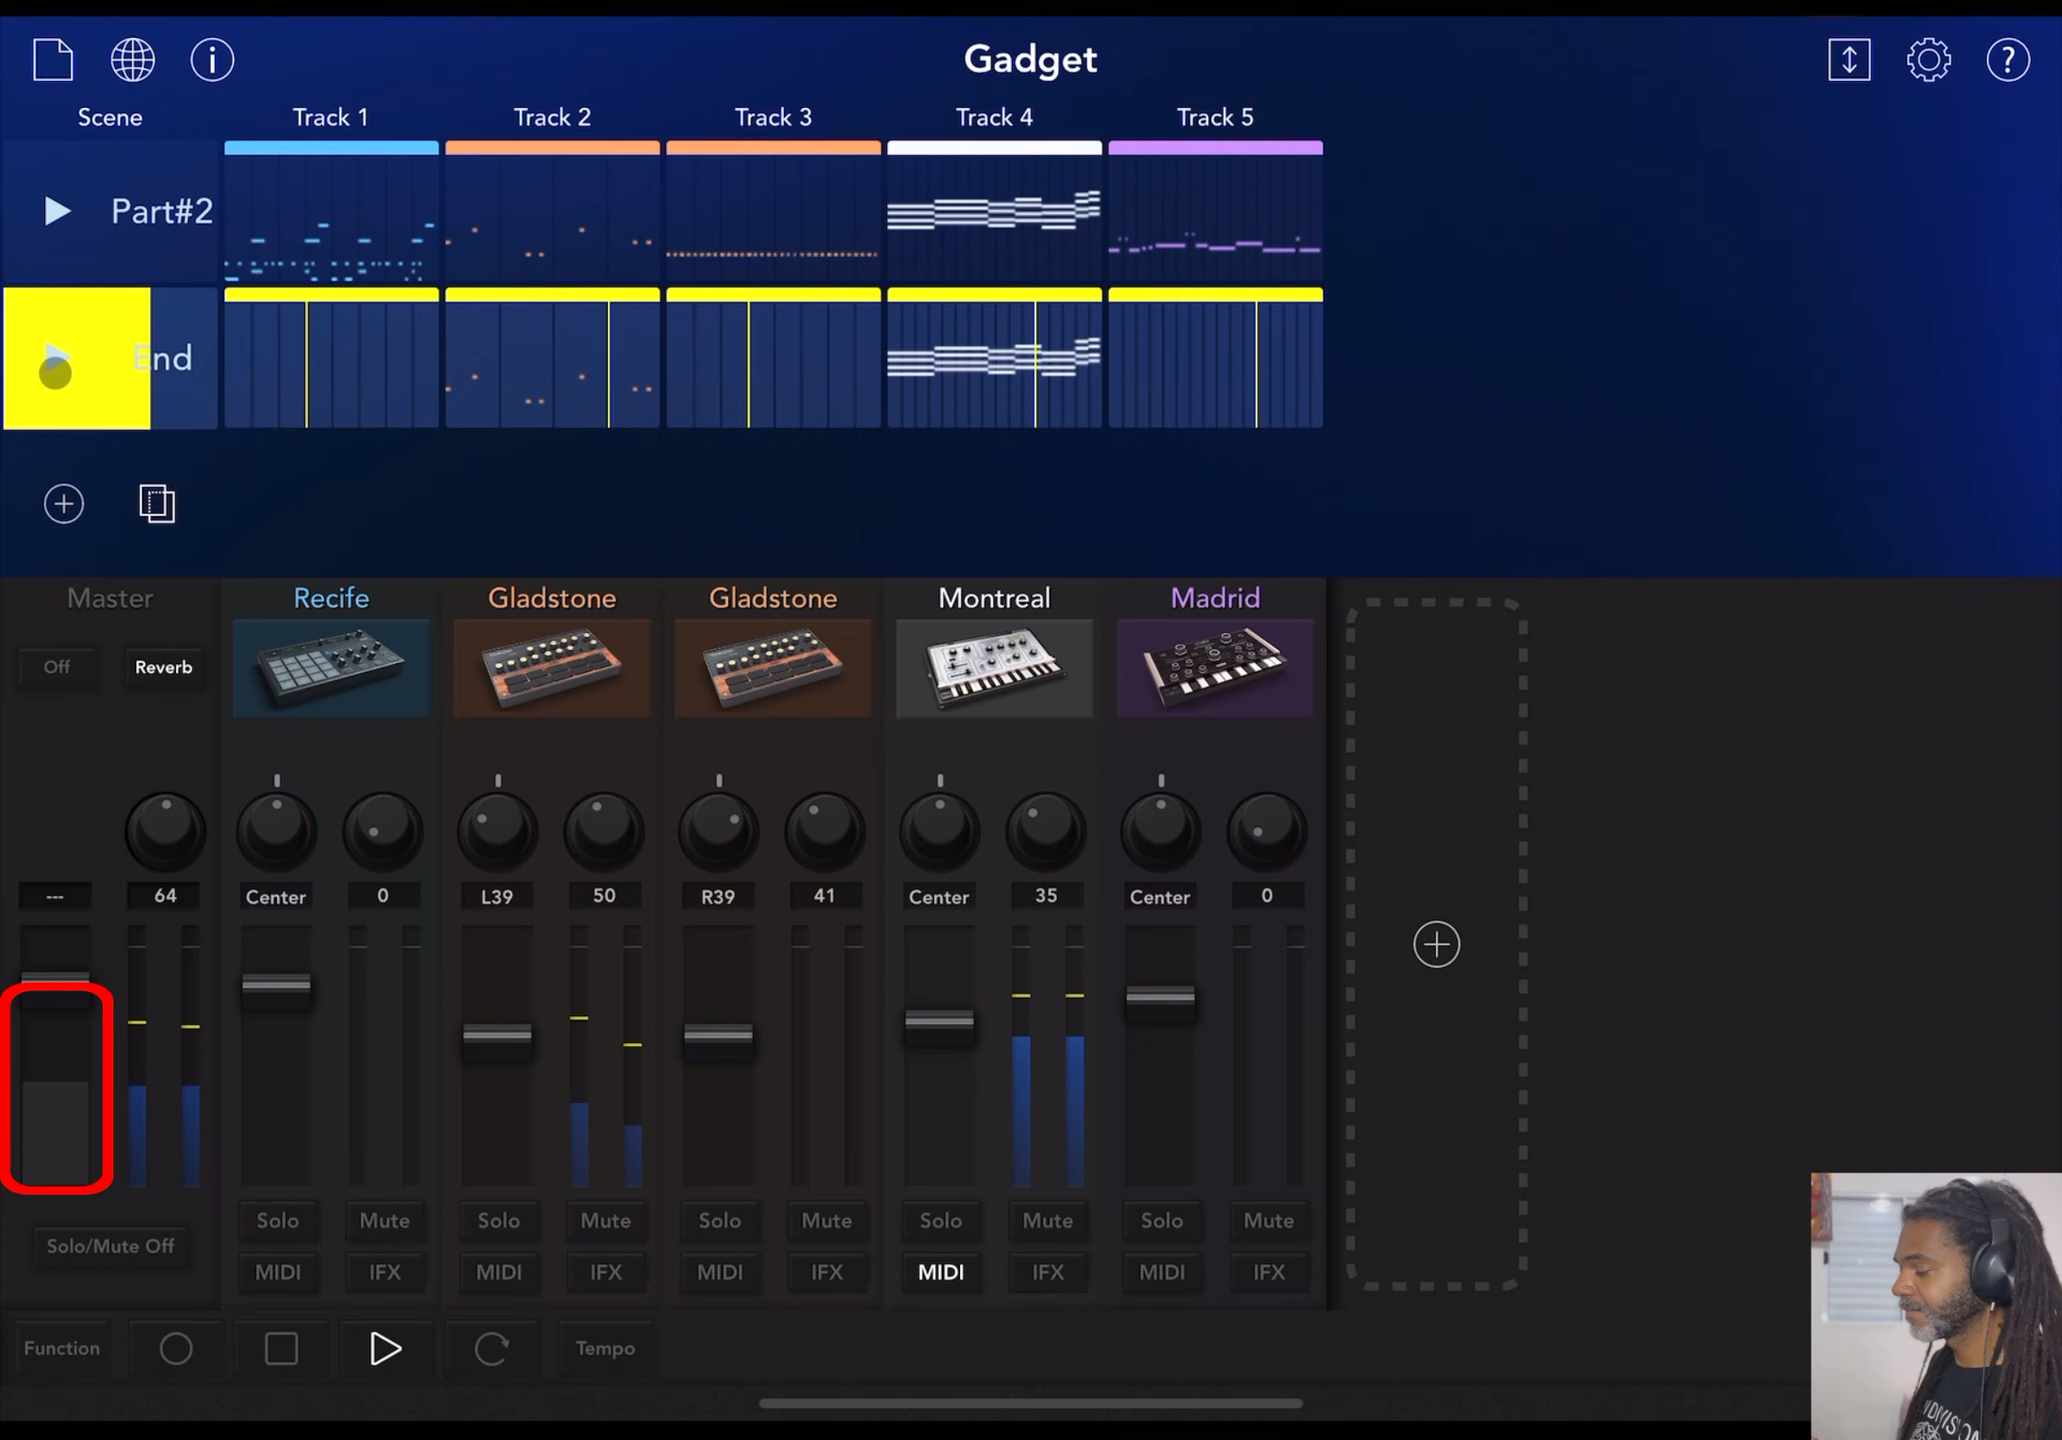 Gadget
Scene
Track 1
Track 2
Track 3
Track 4
Track 5
Part#2
End
Master
Recife
Gladstone
Gladstone
Montreal
Madrid
Off
Reverb
---
64
Center
0
L39
50
R39
41
Center
35
Center
0
Solo
Mute
Solo
Mute
Solo
Mute
Solo
Mute
Solo
Mute
Solo/Mute Off
MIDI
IFX
MIDI
IFX
MIDI
IFX
MIDI
IFX
MIDI
IFX
Function
Tempo